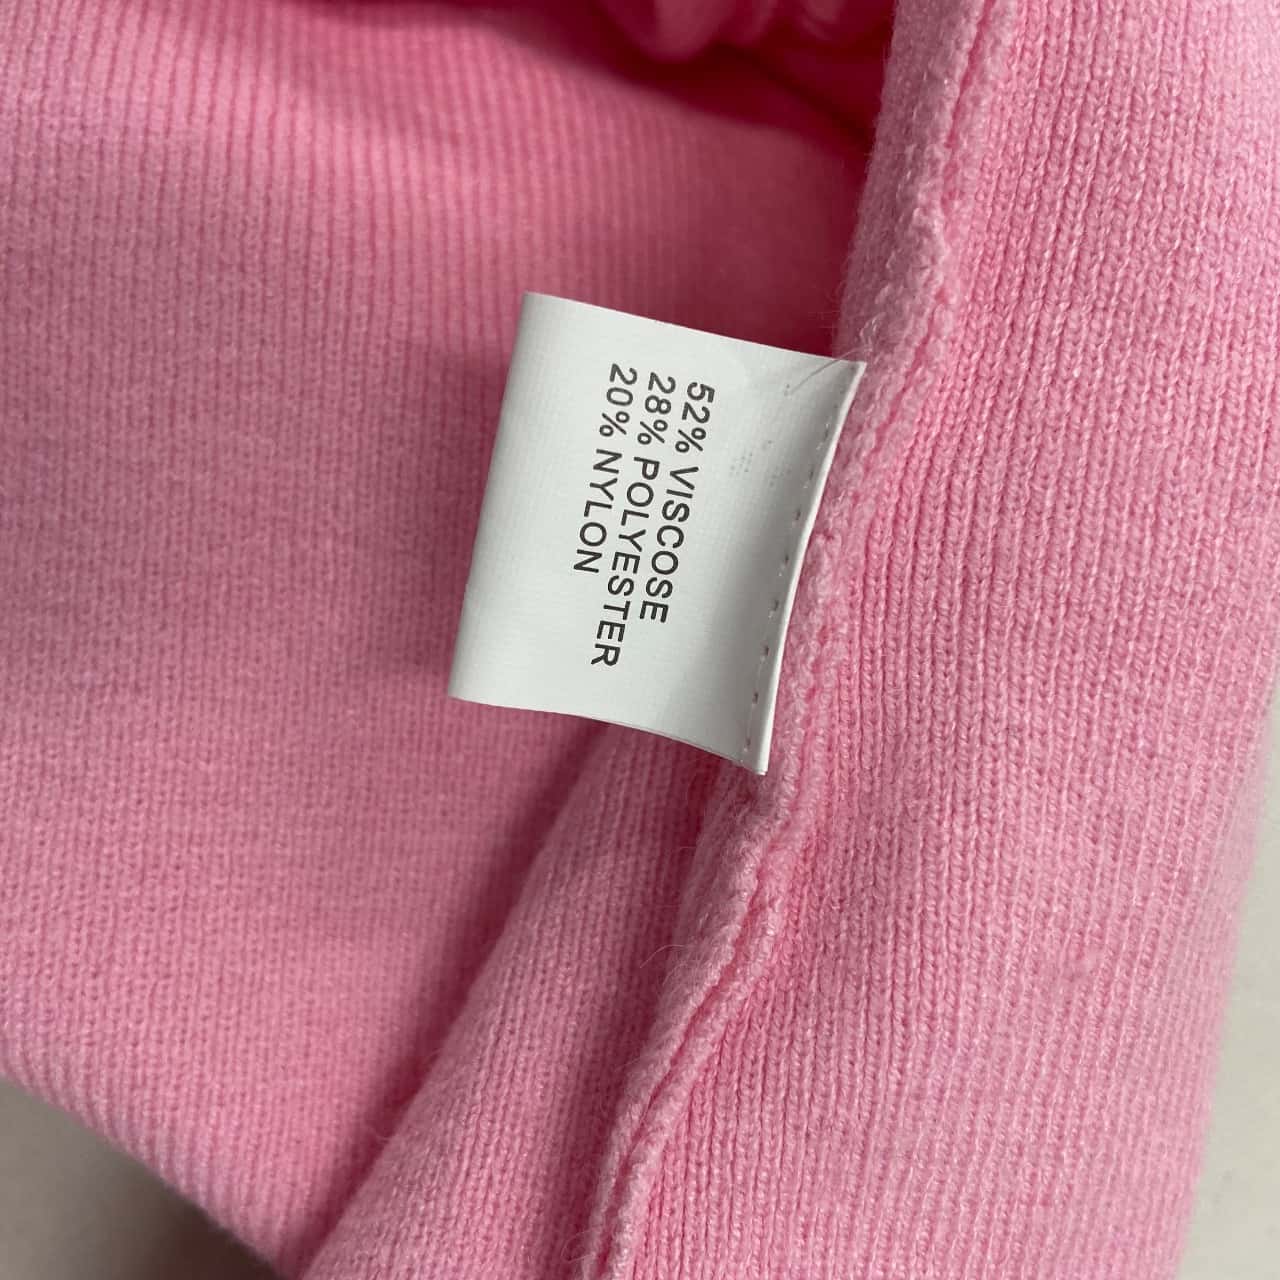 52% VISCOSE
28% POLYESTER
20% NYLON